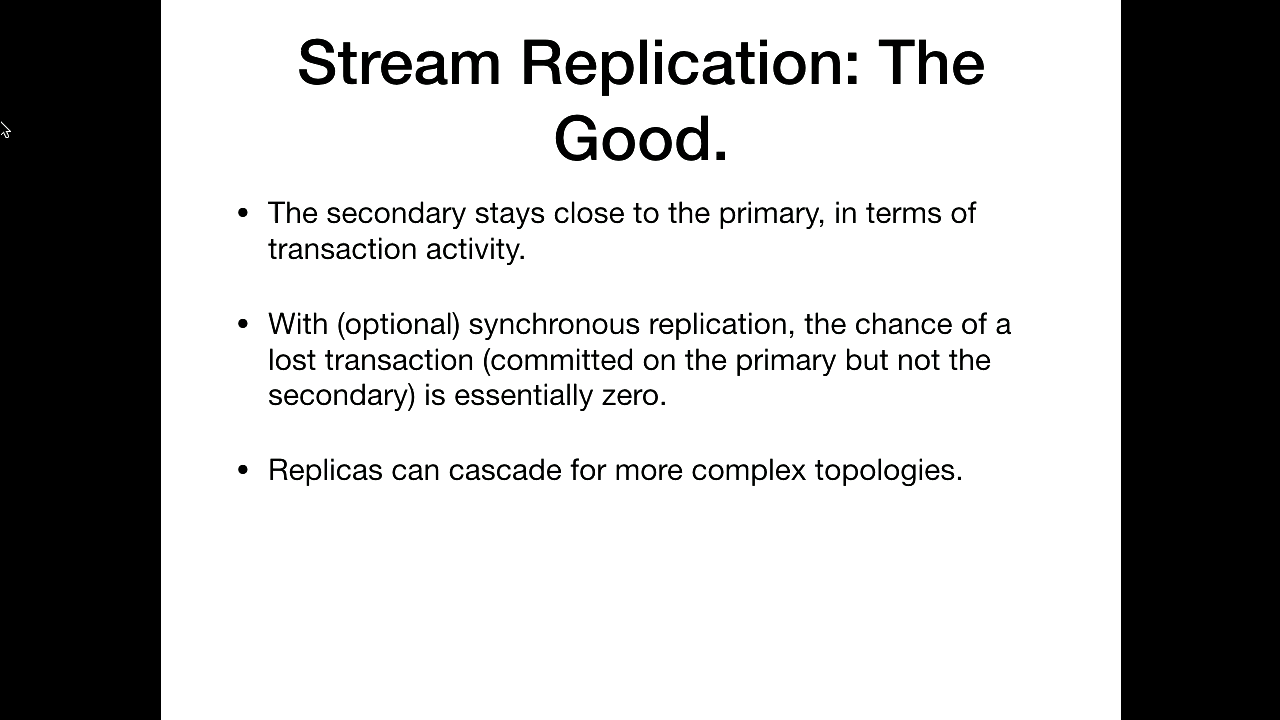 Stream Replication: The
Good.
• The secondary stays close to the primary, in terms of
transaction activity.
• With (optional) synchronous replication, the chance of a
lost transaction (committed on the primary but not the
secondary) is essentially zero.
• Replicas can cascade for more complex topologies.